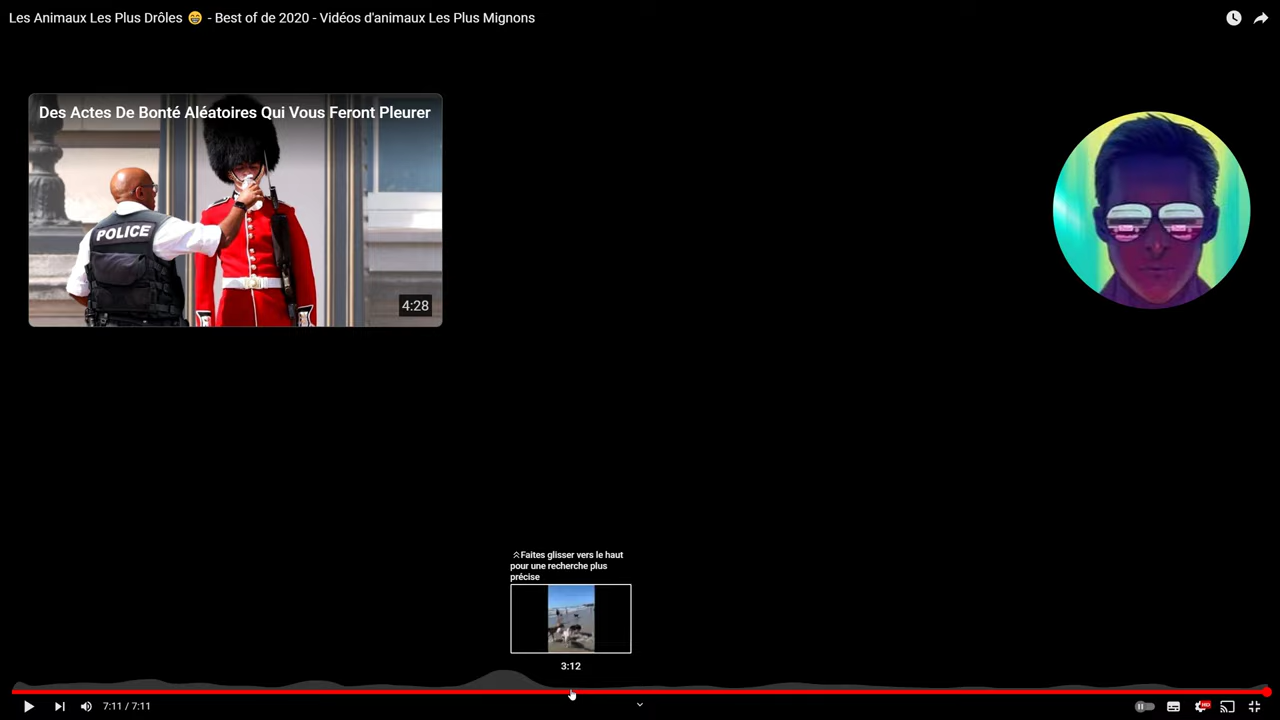 Les Animaux Les Plus Drôles 😁 - Best of de 2020 - Vidéos d'animaux Les Plus Mignons
Des Actes De Bonté Aléatoires Qui Vous Feront Pleurer
POLICE
4:28
Faites glisser vers le haut
pour une recherche plus
précise
3:12
7:11 / 7:11
HD